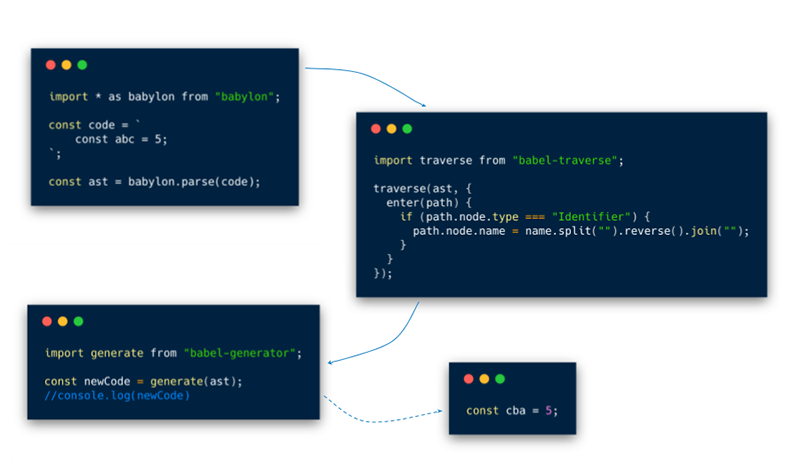 import * as babylon from "babylon";
const code = `
const abc = 5;
`;
const ast = babylon.parse(code);
import traverse from "babel-traverse";
traverse(ast, {
enter(path) {
if (path.node.type === "Identifier") {
path.node.name = name.split("").reverse().join("");
}
}
});
import generate from "babel-generator";
const newCode = generate(ast);
//console.log(newCode)
const cba = 5;